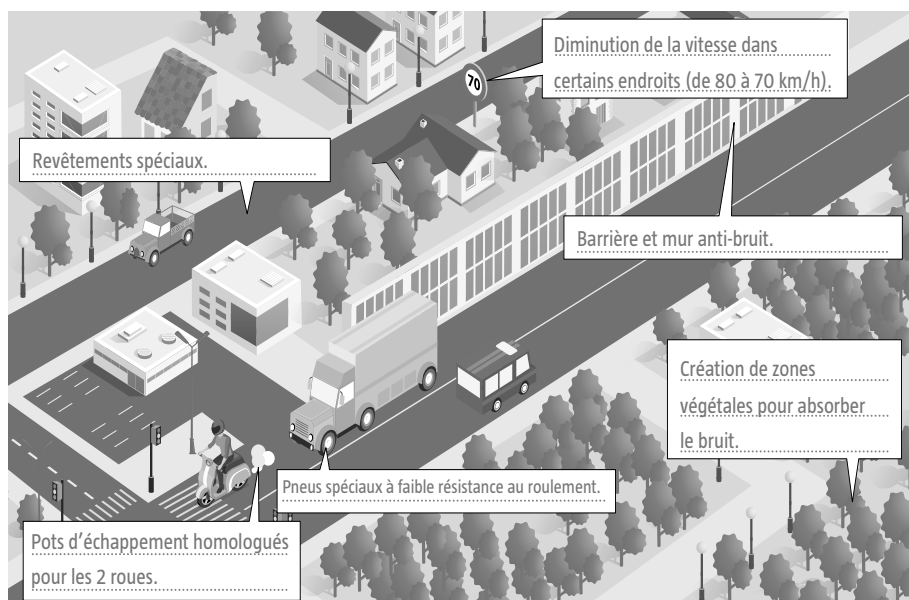 Diminution de la vitesse dans
certains endroits (de 80 à 70 km/h).
70
Revêtements spéciaux.
Barrière et mur anti-bruit.
Création de zones
végétales pour absorber
le bruit.
Pneus spéciaux à faible résistance au roulement.
Pots d’échappement homologués
pour les 2 roues.